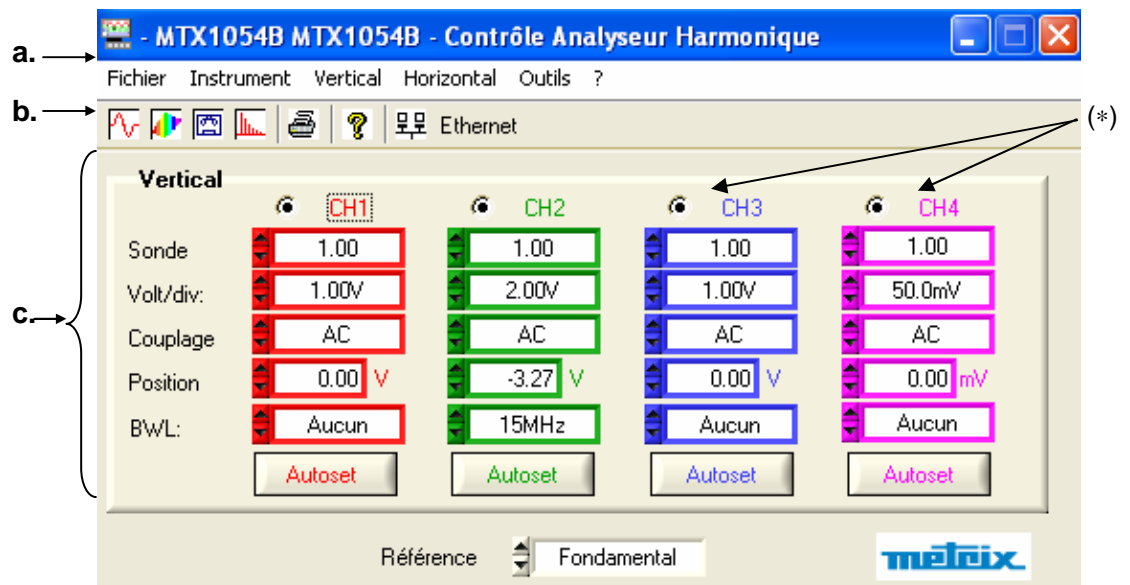 - MTX1054B MTX1054B - Contrôle Analyseur Harmonique
a.
Fichier Instrument Vertical Horizontal Outils ?
b.
Ethernet
(*)
Vertical
CH1 CH2 CH3 CH4
Sonde 1.00 1.00 1.00 1.00
Volt/div: 1.00V 2.00V 1.00V 50.0mV
c.
Couplage AC AC AC AC
Position 0.00 V -3.27 V 0.00 V 0.00 mV
BWL: Aucun 15MHz Aucun Aucun
Autoset Autoset Autoset Autoset
Référence Fondamental
metrix